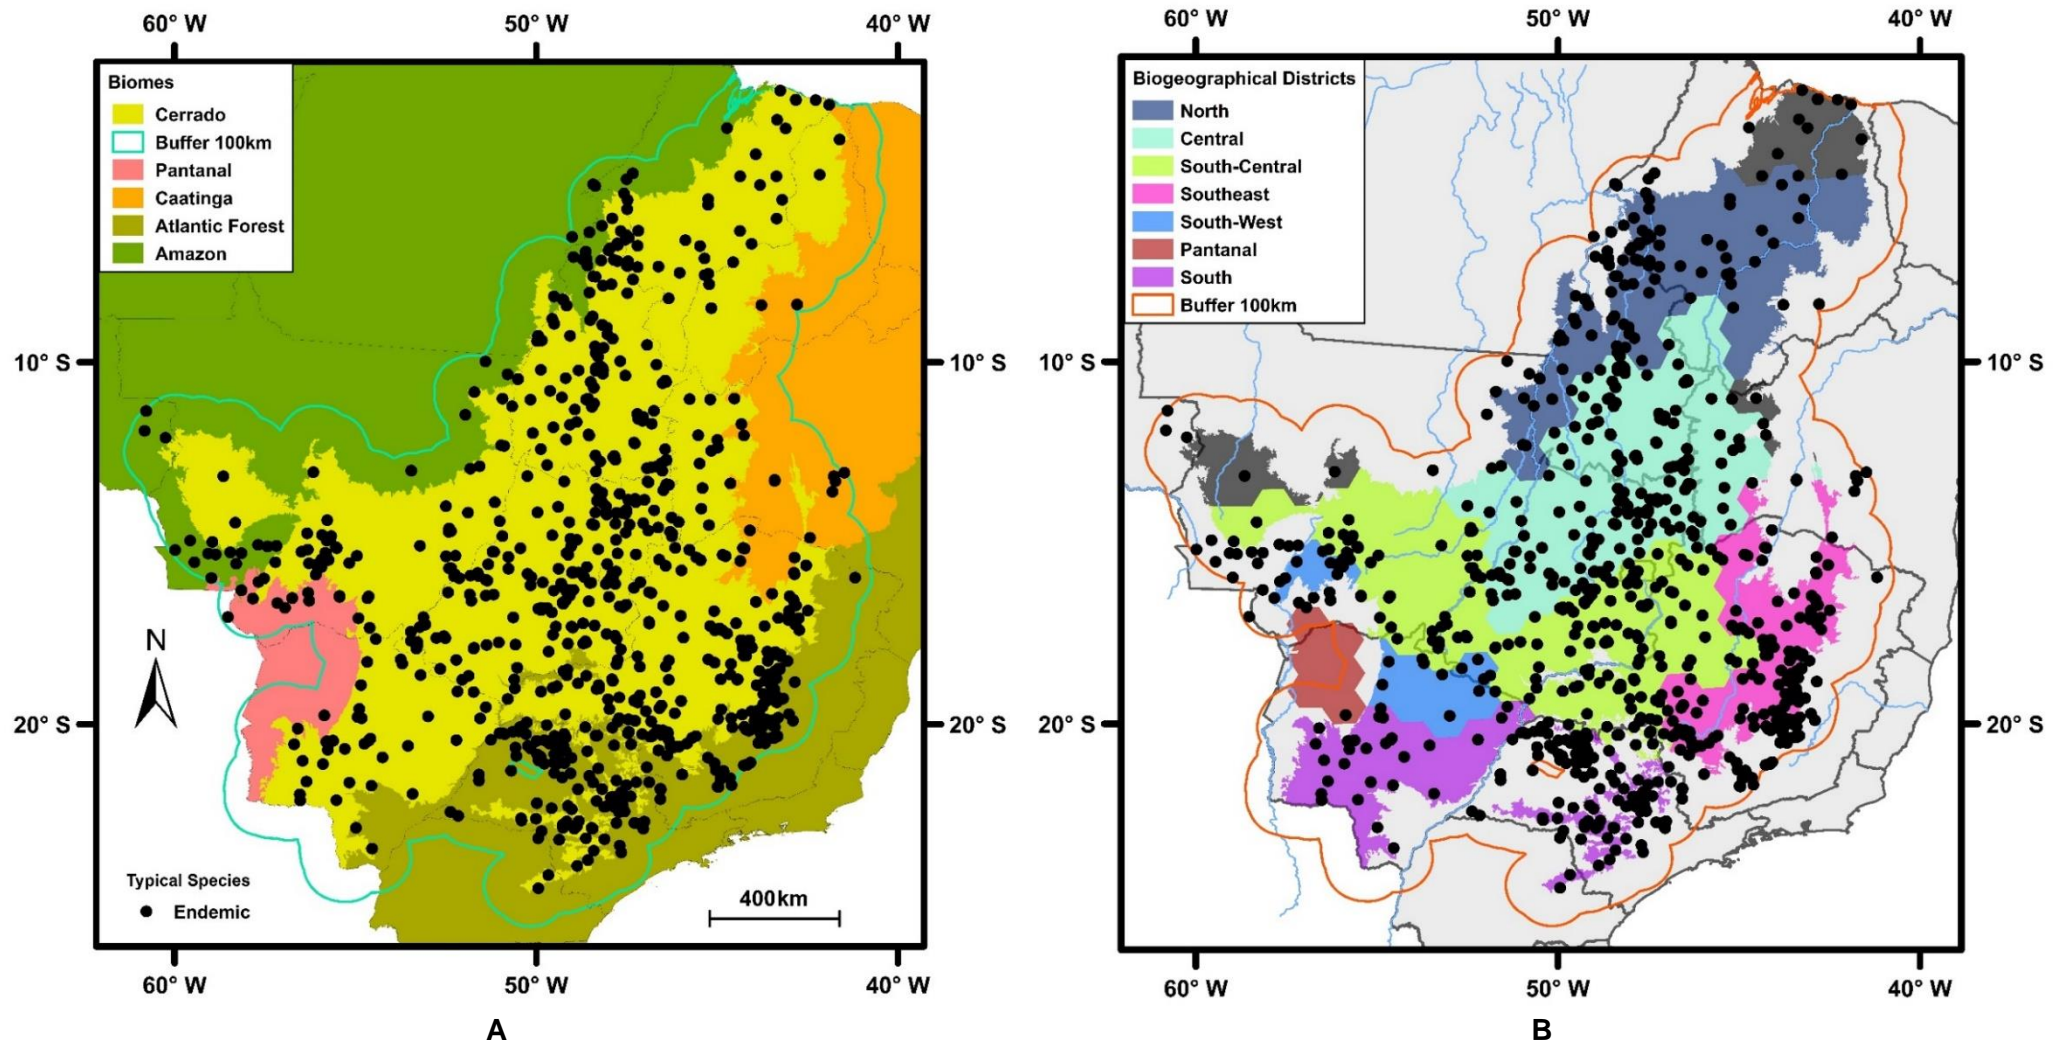 60° W 50° W 40° W
Biomes
Cerrado
Buffer 100km
Pantanal
Caatinga
Atlantic Forest
Amazon
10° S 10° S
20° S 20° S
N
Typical Species
Endemic
400km
60° W 50° W 40° W
A
60° W 50° W 40° W
Biogeographical Districts
North
Central
South-Central
Southeast
South-West
Pantanal
South
Buffer 100km
10° S
20° S
60° W 50° W 40° W
B